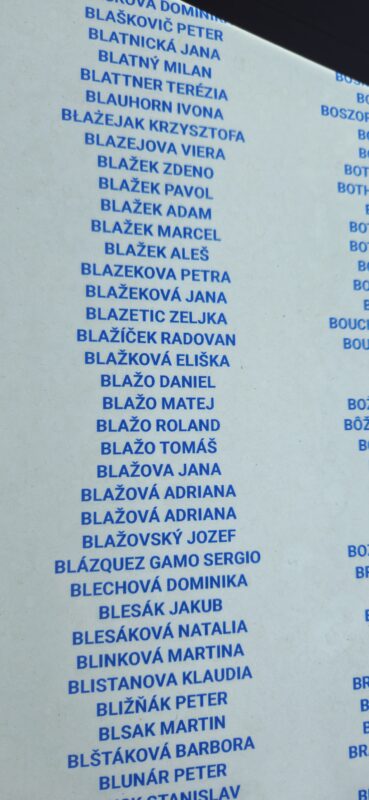 DOMINIKA
BLAŠKOVIČ PETER
BLATNICKÁ JANA
BLATNÝ MILAN
BLATTNER TERÉZIA
BLAUHORN IVONA
BŁAŻEJAK KRZYSZTOFA
BLAZEJOVA VIERA
BLAŽEK ZDENO
BLAŽEK PAVOL
BLAŽEK ADAM
BLAŽEK MARCEL
BLAŽEK ALEŠ
BLAZEKOVA PETRA
BLAŽEKOVÁ JANA
BLAZETIC ZELJKA
BLAŽÍČEK RADOVAN
BLAŽKOVÁ ELIŠKA
BLAŽO DANIEL
BLAŽO MATEJ
BLAŽO ROLAND
BLAŽO TOMÁŠ
BLAŽOVA JANA
BLAŽOVÁ ADRIANA
BLAŽOVÁ ADRIANA
BLAŽOVSKÝ JOZEF
BLÁZQUEZ GAMO SERGIO
BLECHOVÁ DOMINIKA
BLESÁK JAKUB
BLESÁKOVÁ NATALIA
BLINKOVÁ MARTINA
BLISTANOVA KLAUDIA
BLIŽŇÁK PETER
BLSAK MARTIN
BLŠTÁKOVÁ BARBORA
BLUNÁR PETER
STANISLAV